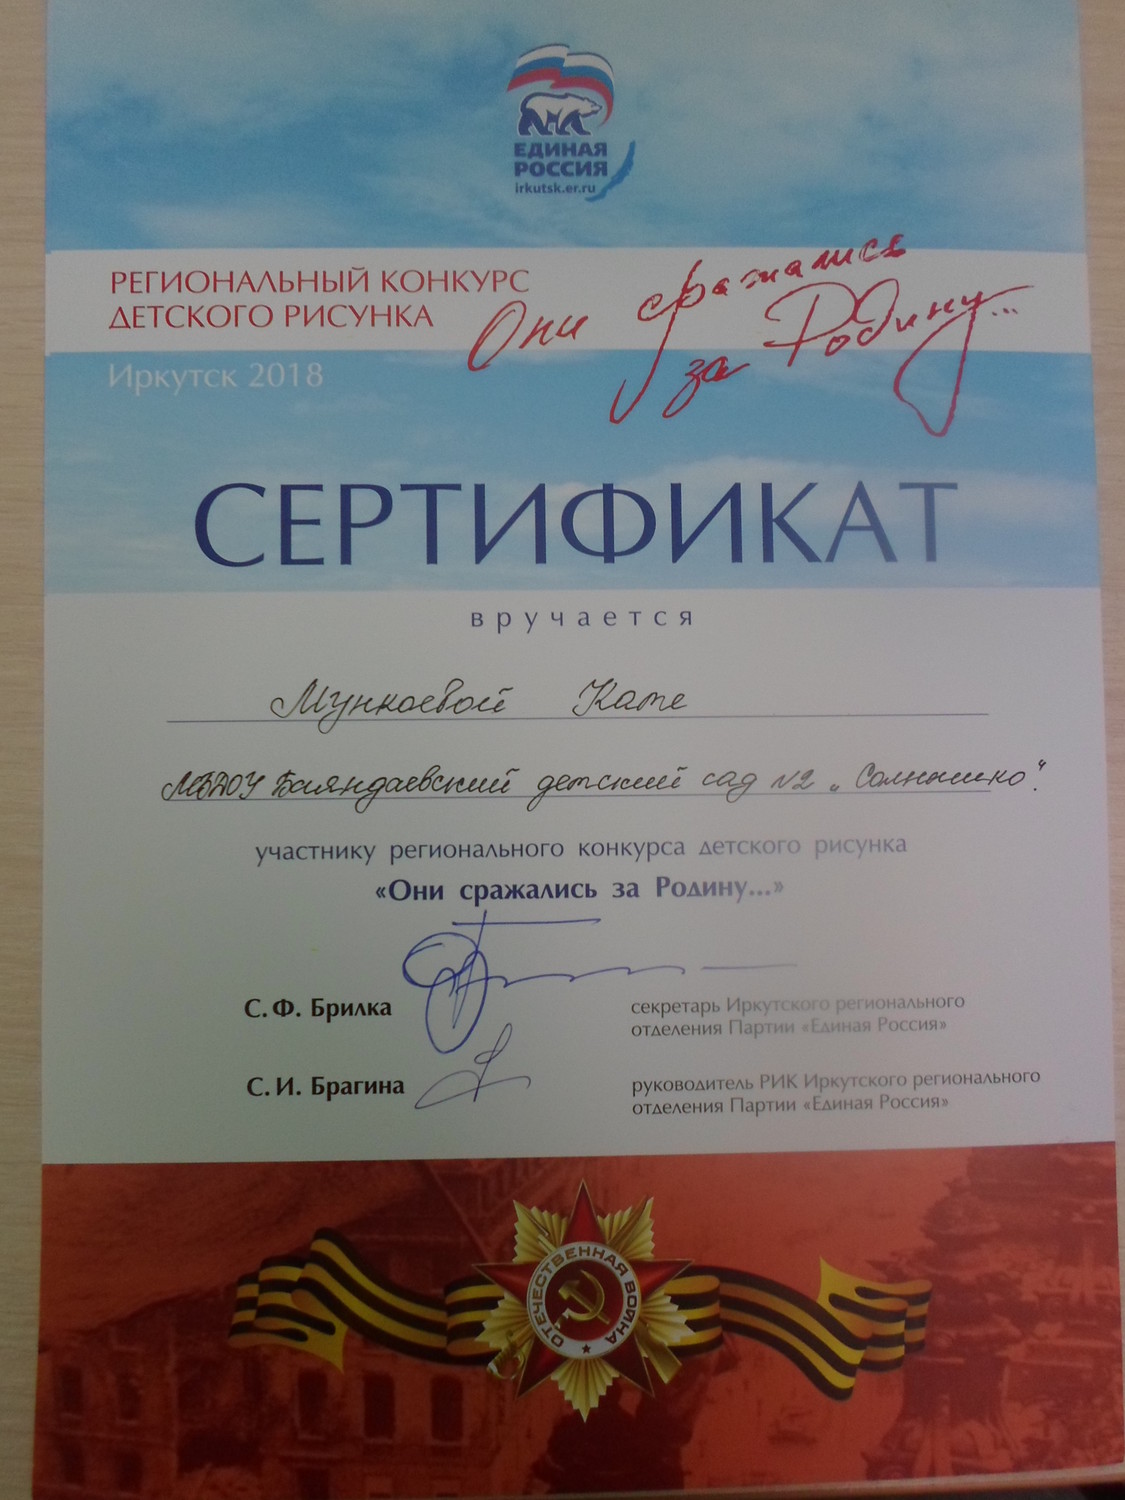 ЕДИНАЯ
РОССИЯ
irkutsk.er.ru
РЕГИОНАЛЬНЫЙ КОНКУРС
ДЕТСКОГО РИСУНКА
Они сражались
за Родину...
Иркутск 2018
СЕРТИФИКАТ
вручается
Мункоевой Кате
МБДОУ Баяндаевский детский сад №2 „Солнышко".
участнику регионального конкурса детского рисунка
«Они сражались за Родину...»
С. Ф. Брилка
секретарь Иркутского регионального
отделения Партии «Единая Россия»
С. И. Брагина
руководитель РИК Иркутского регионального
отделения Партии «Единая Россия»
ОТЕЧЕСТВЕННАЯ ВОЙНА